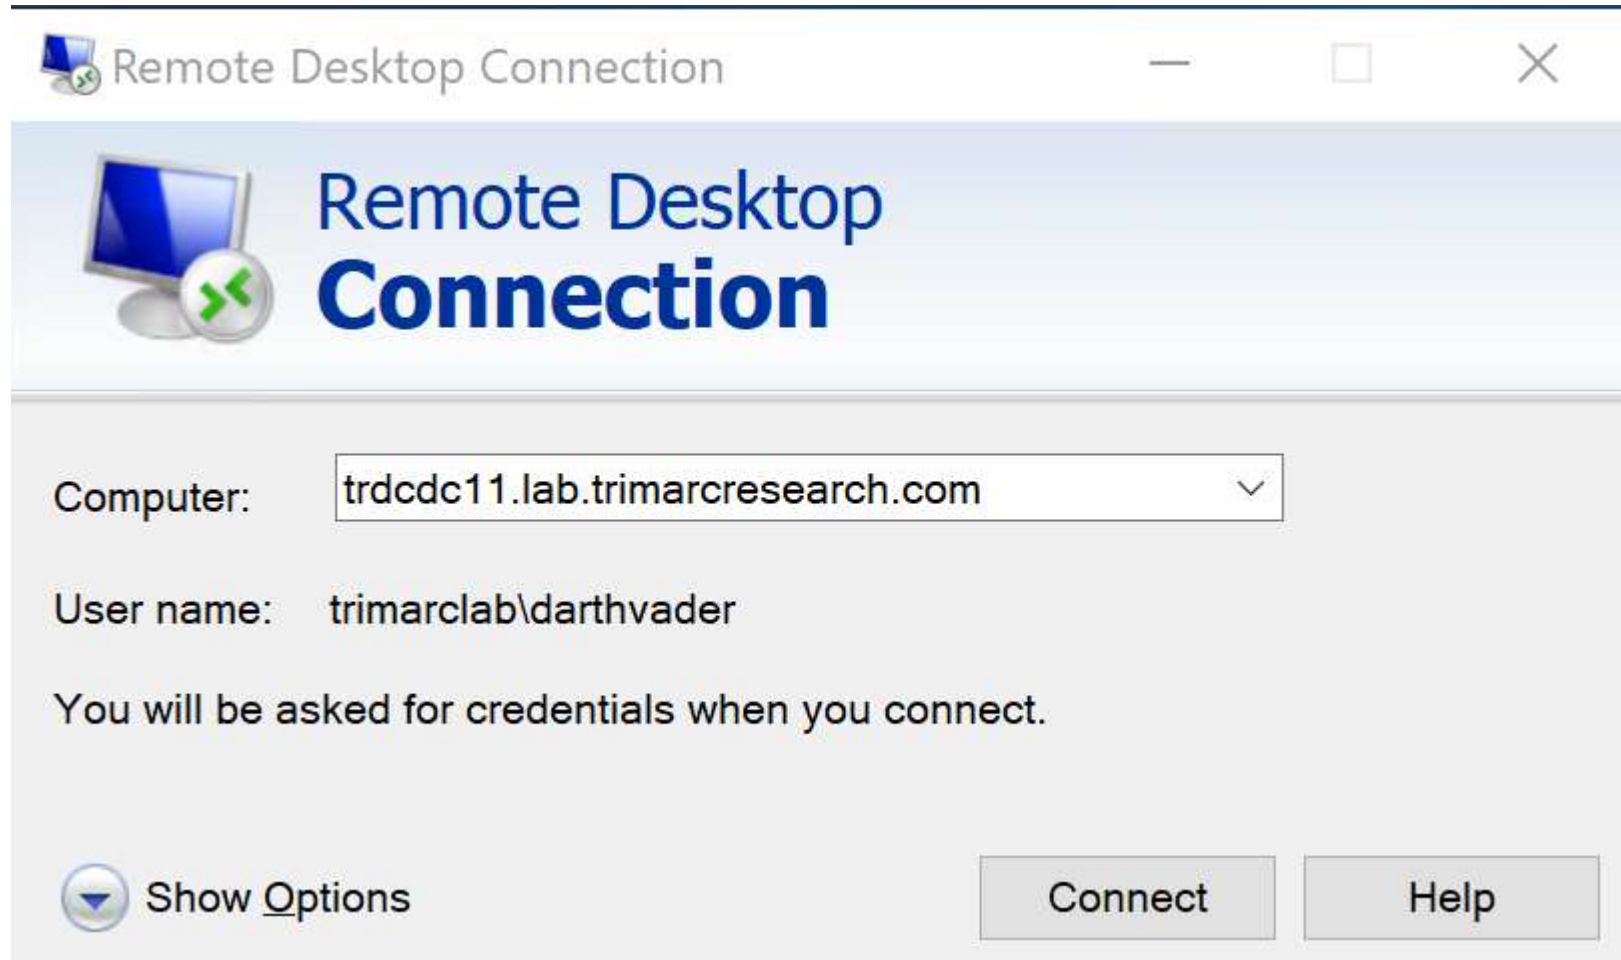 Remote Desktop Connection
Remote Desktop
Connection
Computer: trdcdc11.lab.trimarcresearch.com
User name: trimarclab\darthvader
You will be asked for credentials when you connect.
Show Options Connect Help